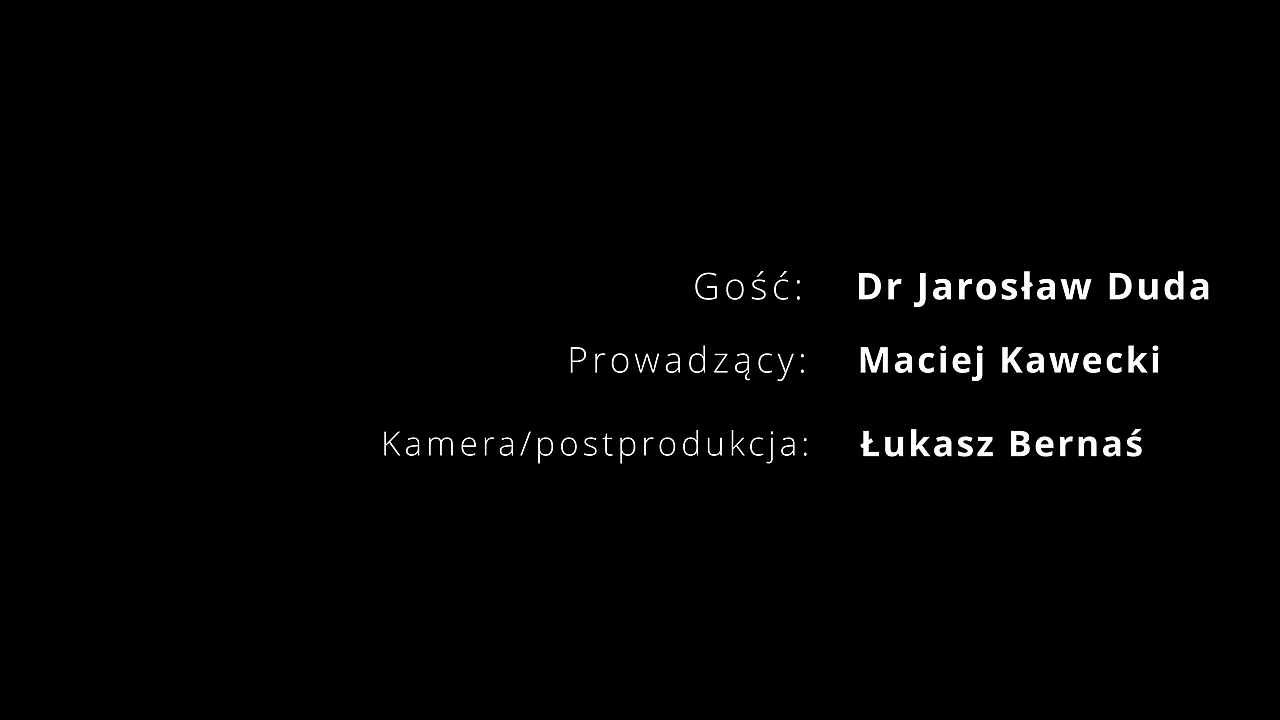 Gość: Dr Jarosław Duda
Prowadzący: Maciej Kawecki
Kamera/postprodukcja: Łukasz Bernaś